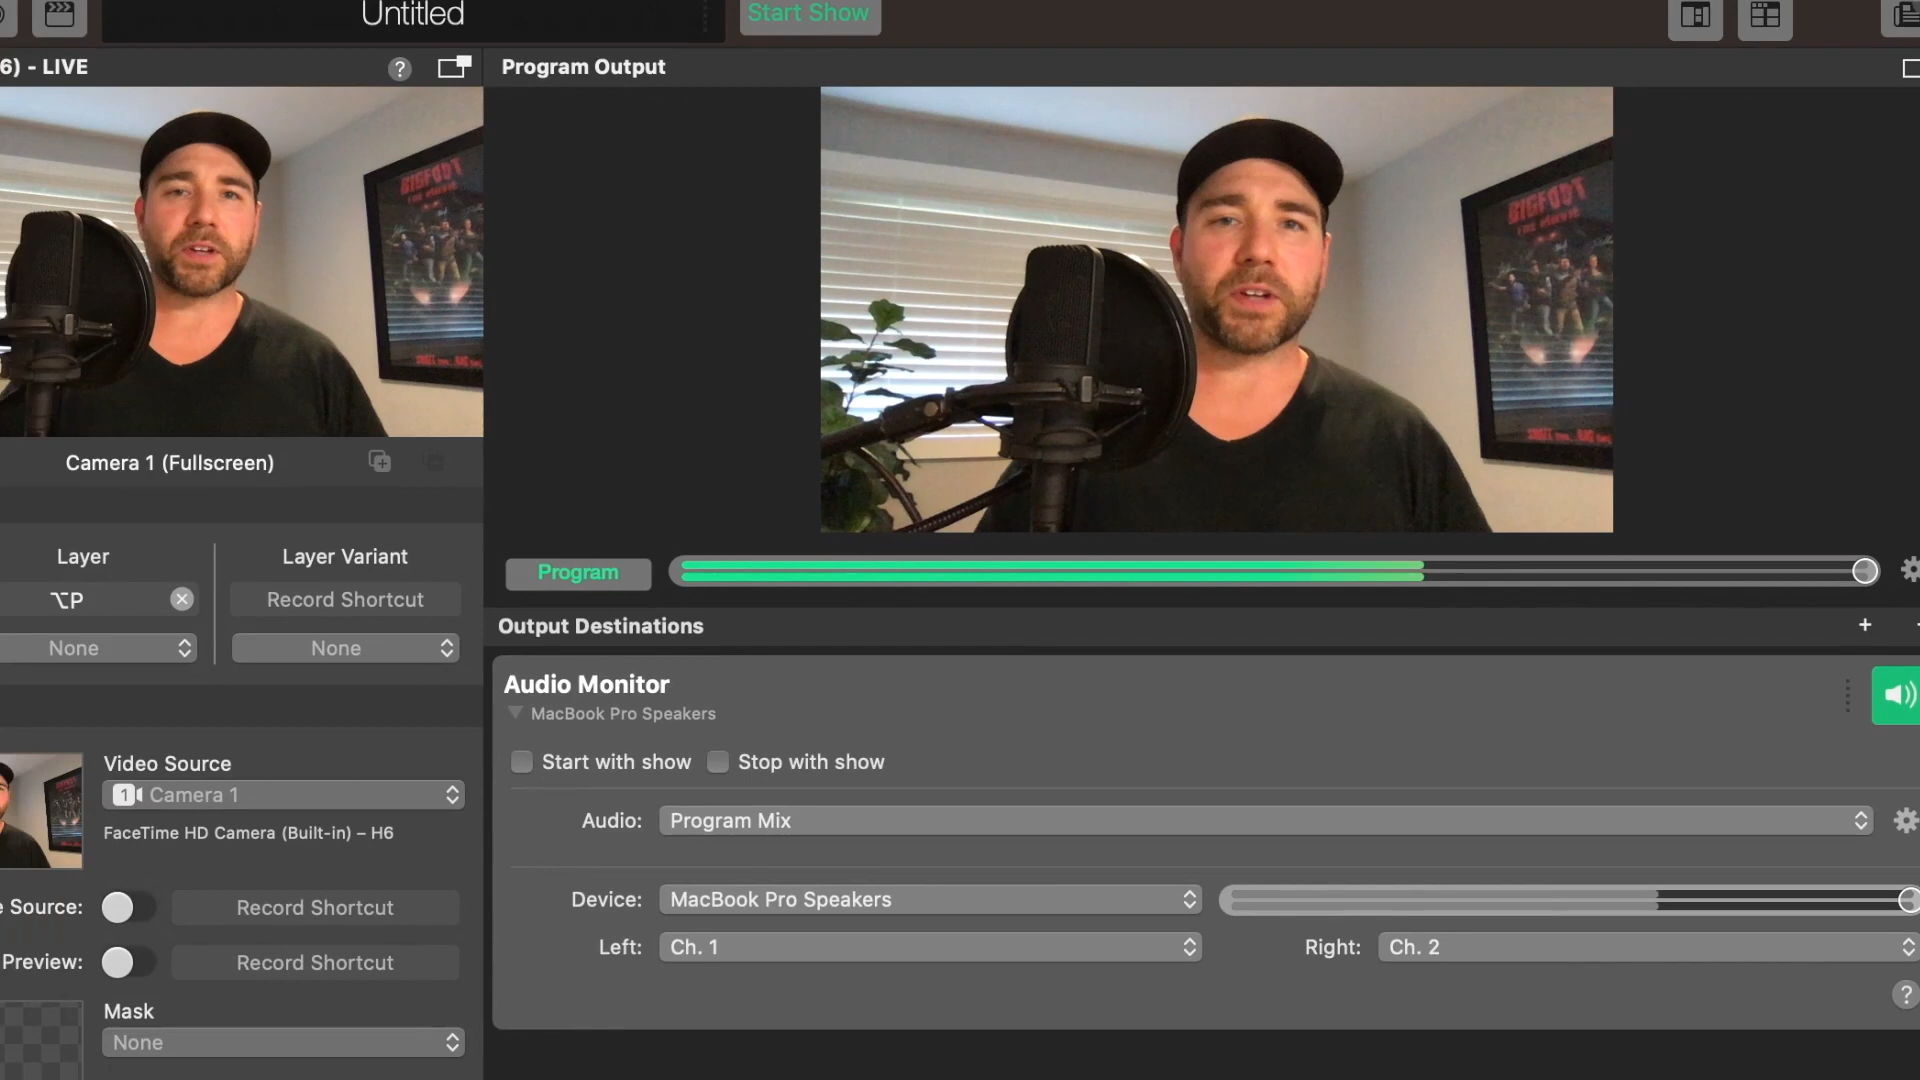 Untitled
Start Show
6) - LIVE
?
Program Output
BIGFOOT
BIGFOOT
Camera 1 (Fullscreen)
Layer
Layer Variant
⌥P
Record Shortcut
None
None
Program
Output Destinations
+
Audio Monitor
MacBook Pro Speakers
Start with show
Stop with show
Video Source
1 Camera 1
FaceTime HD Camera (Built-in) – H6
Audio:
Program Mix
Device:
MacBook Pro Speakers
e Source:
Record Shortcut
Left:
Ch. 1
Right:
Ch. 2
Preview:
Record Shortcut
?
Mask
None